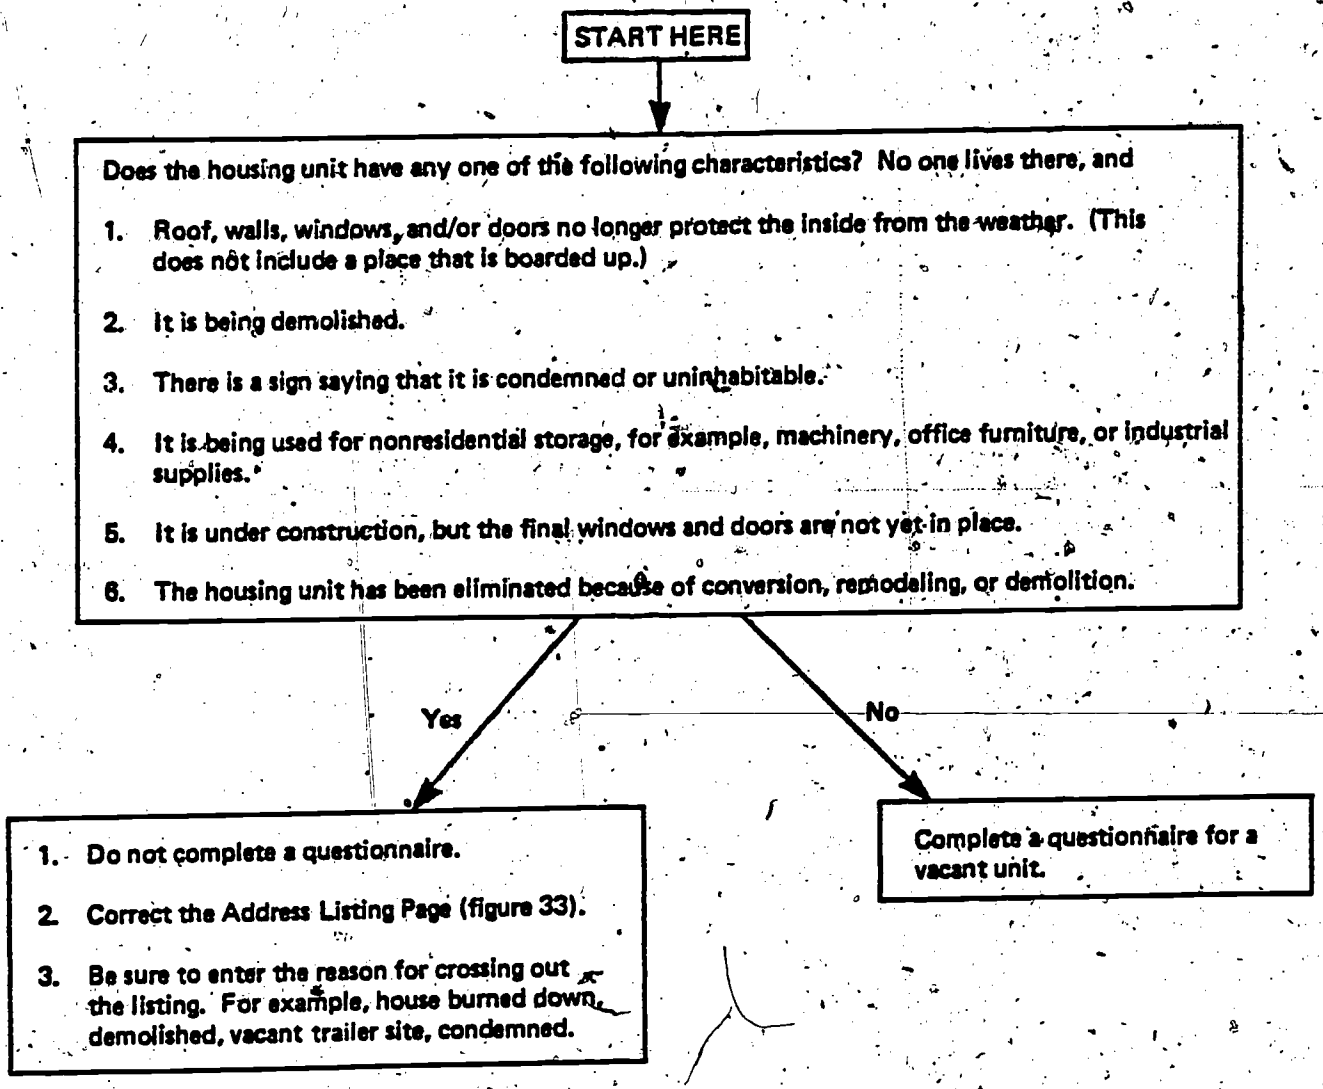 START HERE
Does the housing unit have any one of the following characteristics? No one lives there, and
1. Roof, walls, windows, and/or doors no longer protect the inside from the weather. (This
does not include a place that is boarded up.)
2. It is being demolished.
3. There is a sign saying that it is condemned or uninhabitable.
4. It is being used for nonresidential storage, for example, machinery, office furniture, or industrial
supplies.
5. It is under construction, but the final windows and doors are not yet in place.
6. The housing unit has been eliminated because of conversion, remodeling, or demolition.
Yes
No
1. Do not complete a questionnaire.
2. Correct the Address Listing Page (figure 33).
3. Be sure to enter the reason for crossing out
the listing. For example, house burned down,
demolished, vacant trailer site, condemned.
Complete a questionnaire for a
vacant unit.